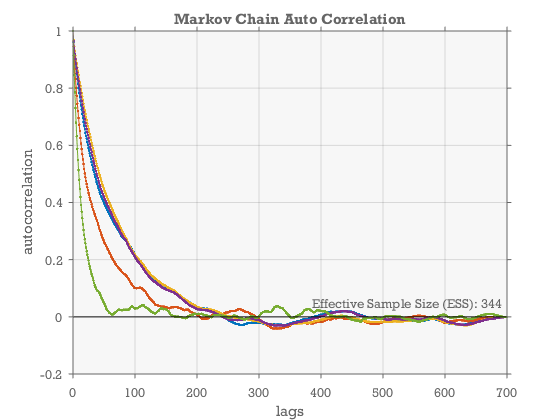 Markov Chain Auto Correlation
1
0.8
0.6
0.4
0.2
0
-0.2
autocorrelation
Effective Sample Size (ESS): 344
0 100 200 300 400 500 600 700
lags